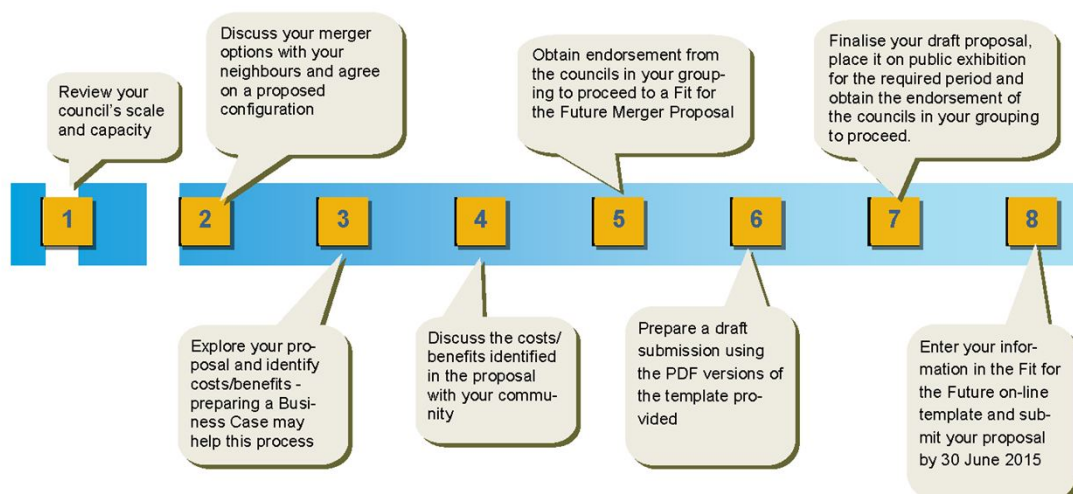 Review your
council's scale
and capacity
Discuss your merger
options with your
neighbours and agree
on a proposed
configuration
Obtain endorsement from
the councils in your group-
ing to proceed to a Fit for
the Future Merger Proposal
Finalise your draft proposal,
place it on public exhibition
for the required period and
obtain the endorsement of
the councils in your grouping
to proceed.
1
2
3
4
5
6
7
8
Explore your pro-
posal and identify
costs/benefits -
preparing a Busi-
ness Case may
help this process
Discuss the costs/
benefits identified
in the proposal
with your commu-
nity
Prepare a draft
submission using
the PDF versions of
the template pro-
vided
Enter your infor-
mation in the Fit for
the Future on-line
template and sub-
mit your proposal
by 30 June 2015